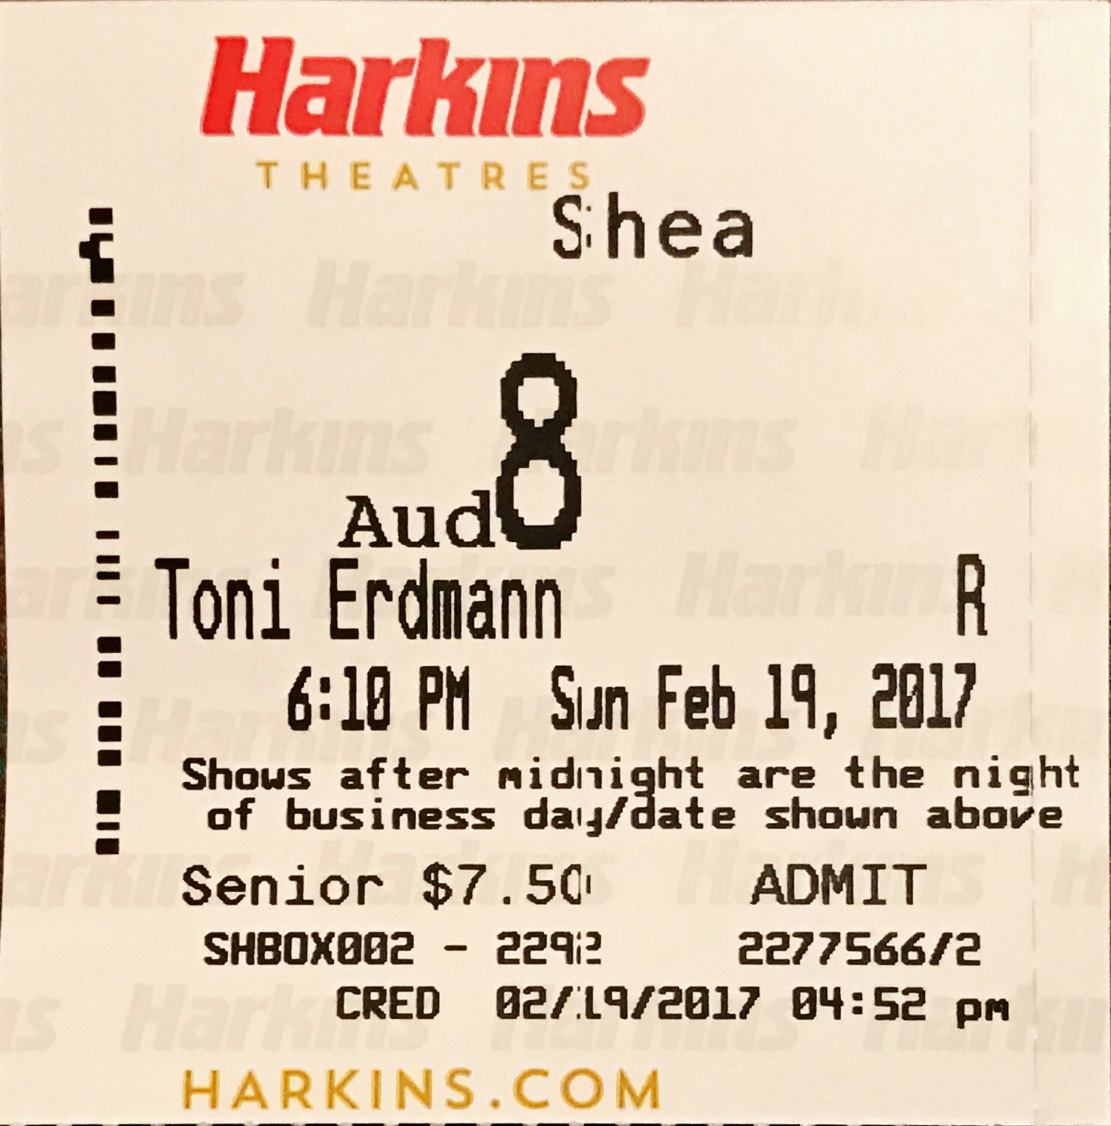 Harkins
THEATRES
Shea
Aud 8
Toni Erdmann R
6:10 PM Sun Feb 19, 2017
Shows after midnight are the night
of business day/date shown above
Senior $7.50 ADMIT
SHBOX002 - 2292 2277566/2
CRED 02/19/2017 04:52 pm
HARKINS.COM